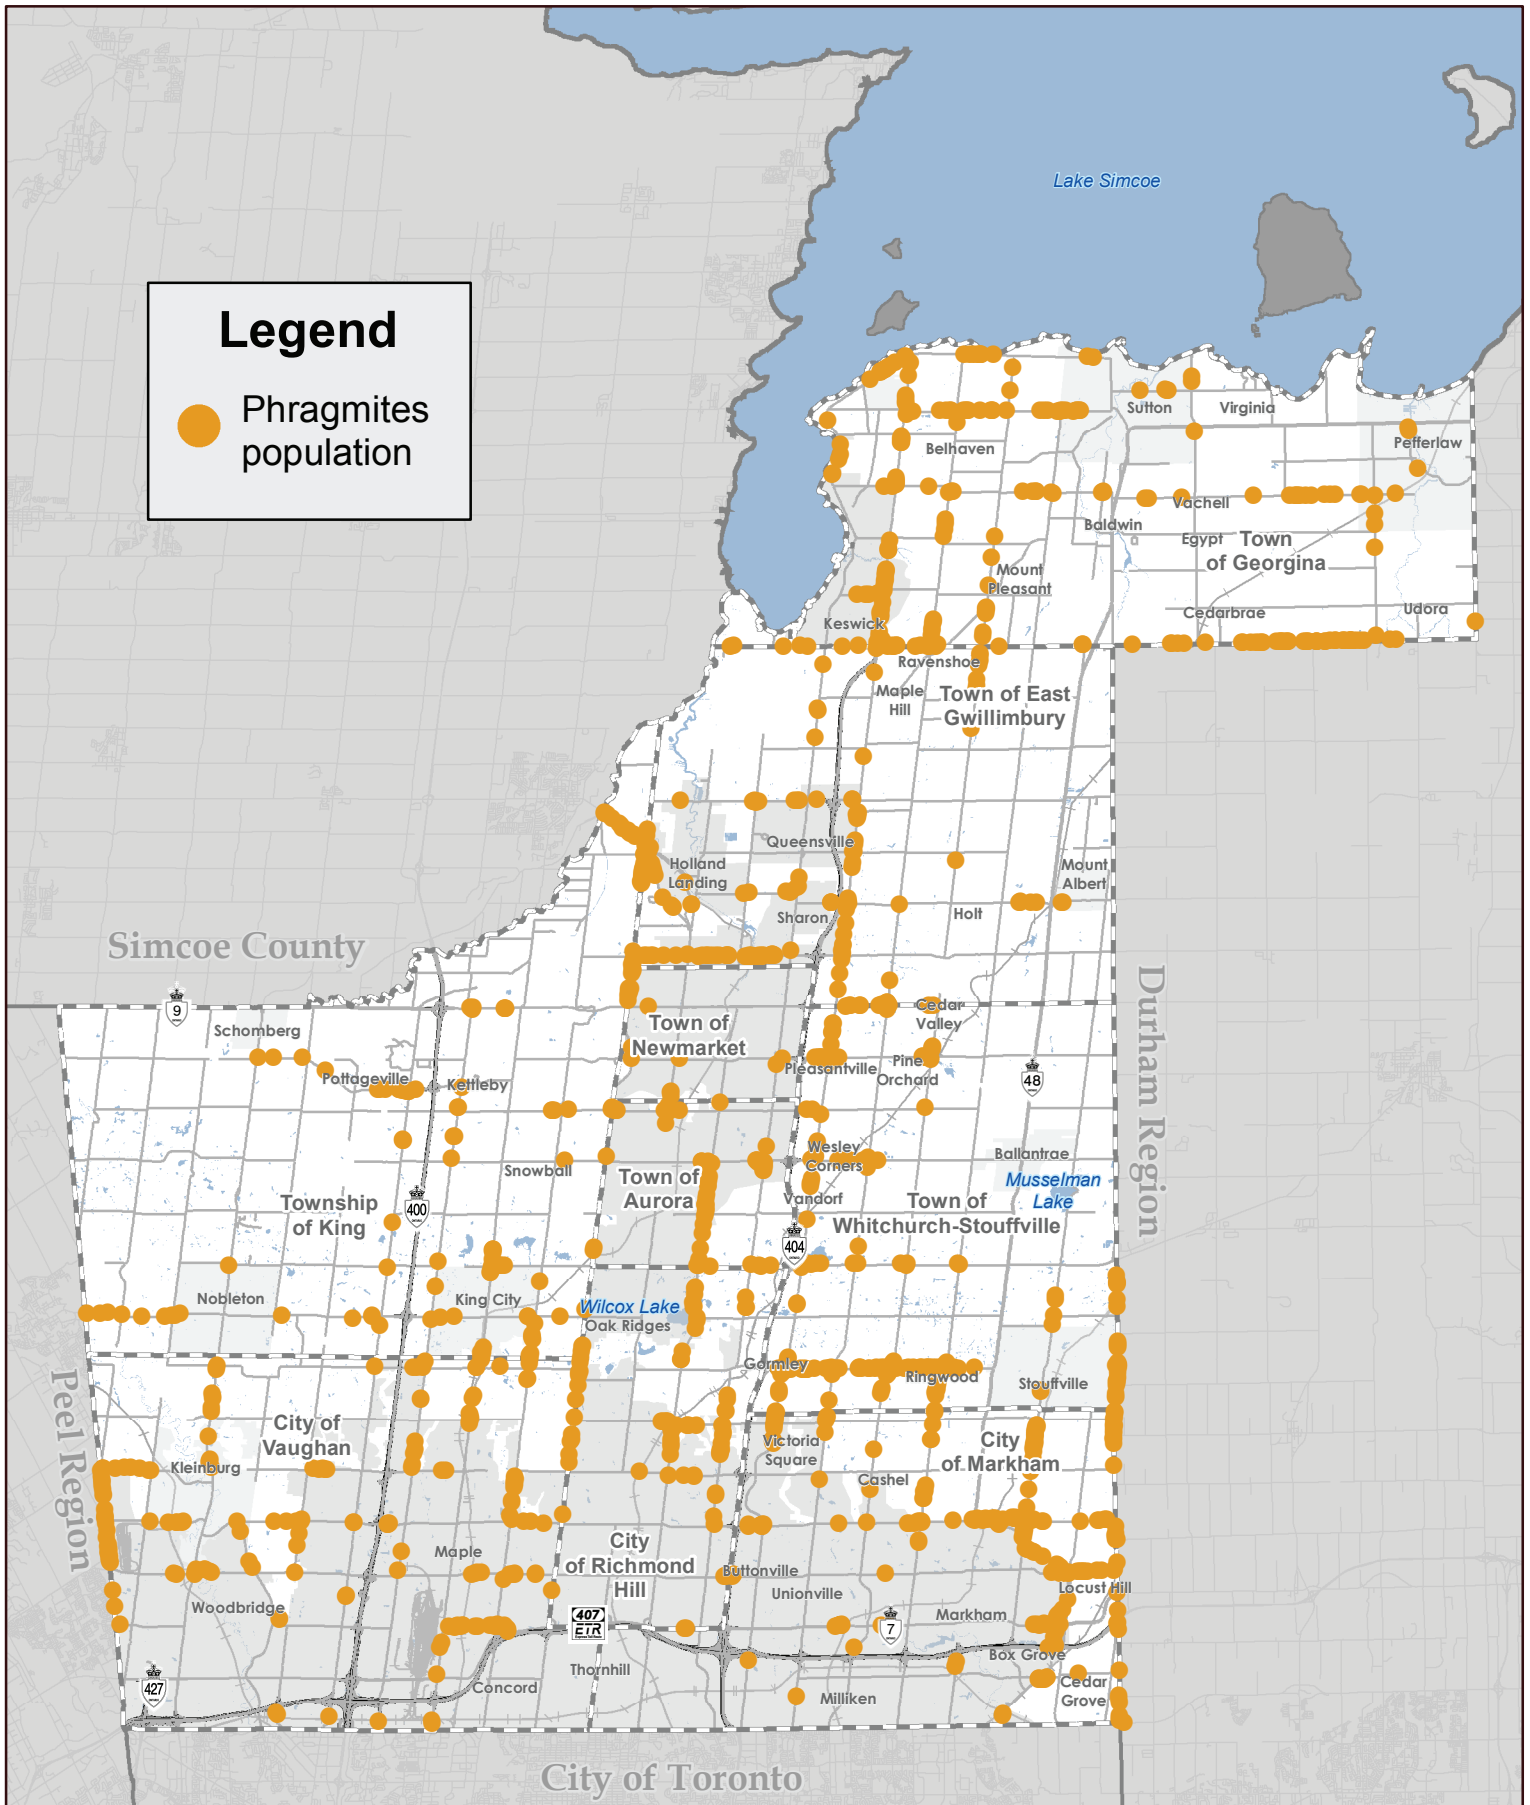 Lake Simcoe
Legend
Phragmites
population
Sutton
Virginia
Pefferlaw
Belhaven
Vachell
Baldwin
Egypt
Town
of Georgina
Mount
Pleasant
Cedarbrae
Udora
Keswick
Ravenshoe
Maple
Hill
Town of East
Gwillimbury
Queensville
Holland
Landing
Mount
Albert
Sharon
Holt
Simcoe County
Durham Region
9
Schomberg
Cedar
Valley
Town of
Newmarket
Pottageville
Kettleby
Pleasantville
Pine
Orchard
48
Snowball
Wesley
Corners
Ballantrae
Town of
Aurora
Musselman
Lake
Vandorf
Township
of King
400
Town of
Whitchurch-Stouffville
404
Nobleton
King City
Wilcox Lake
Oak Ridges
Gormley
Ringwood
Stouffville
Peel Region
City of
Vaughan
Kleinburg
Victoria
Square
City
of Markham
Cashel
Maple
City
of Richmond
Hill
Buttonville
Unionville
Locust Hill
Woodbridge
407
ETR
7
Markham
Box Grove
427
Thornhill
Concord
Milliken
Cedar
Grove
City of Toronto